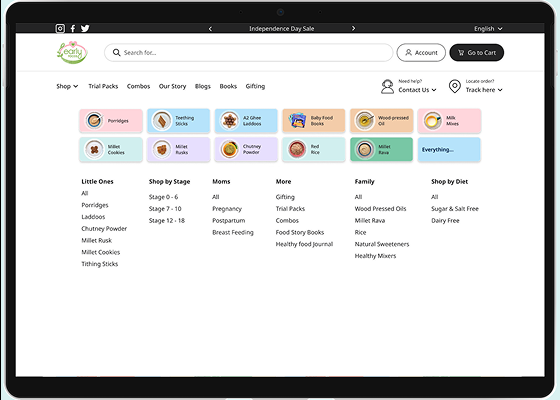 Independence Day Sale
English
early
Search for...
Account
Go to Cart
Shop
Trial Packs
Combos
Our Story
Blogs
Books
Gifting
Need help?
Contact Us
Locate order?
Track here
Porridges
Teething
Sticks
A2 Ghee
Laddoos
Baby Food
Books
Wood-pressed
Oil
Milk
Mixes
Millet
Cookies
Millet
Rusks
Chutney
Powder
Red
Rice
Millet
Rava
Everything...
Little Ones
All
Porridges
Laddoos
Chutney Powder
Millet Rusk
Millet Cookies
Tithing Sticks
Shop by Stage
Stage 0 - 6
Stage 7 - 10
Stage 12 - 18
Moms
All
Pregnancy
Postpartum
Breast Feeding
More
Gifting
Trial Packs
Combos
Food Story Books
Healthy food Journal
Family
All
Wood Pressed Oils
Millet Rava
Rice
Natural Sweeteners
Healthy Mixers
Shop by Diet
All
Sugar & Salt Free
Dairy Free